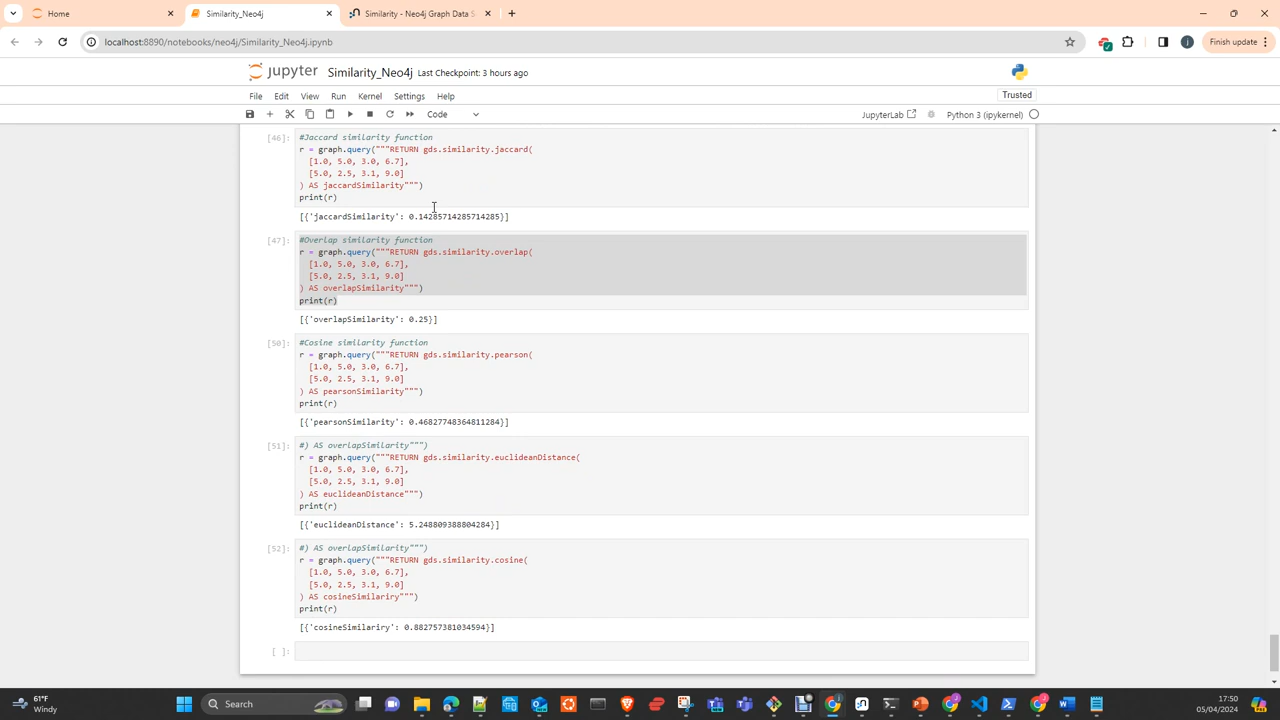 Home
Similarity_Neo4j
Similarity - Neo4j Graph Data S
localhost:8890/notebooks/neo4j/Similarity_Neo4j.ipynb
Finish update
jupyter
Similarity_Neo4j Last Checkpoint: 3 hours ago
File Edit View Run Kernel Settings Help
Trusted
Code
JupyterLab
Python 3 (ipykernel)
[46]: #Jaccard similarity function
r = graph.query("""RETURN gds.similarity.jaccard(
[1.0, 5.0, 3.0, 6.7],
[5.0, 2.5, 3.1, 9.0]
) AS jaccardSimilarity""")
print(r)
[{'jaccardSimilarity': 0.14285714285714285}]
[47]: #Overlap similarity function
r = graph.query("""RETURN gds.similarity.overlap(
[1.0, 5.0, 3.0, 6.7],
[5.0, 2.5, 3.1, 9.0]
) AS overlapSimilarity""")
print(r)
[{'overlapSimilarity': 0.25}]
[50]: #Cosine similarity function
r = graph.query("""RETURN gds.similarity.pearson(
[1.0, 5.0, 3.0, 6.7],
[5.0, 2.5, 3.1, 9.0]
) AS pearsonSimilarity""")
print(r)
[{'pearsonSimilarity': 0.46827748364811284}]
[51]: #) AS overlapSimilarity""")
r = graph.query("""RETURN gds.similarity.euclideanDistance(
[1.0, 5.0, 3.0, 6.7],
[5.0, 2.5, 3.1, 9.0]
) AS euclideanDistance""")
print(r)
[{'euclideanDistance': 5.248809388804284}]
[52]: #) AS overlapSimilarity""")
r = graph.query("""RETURN gds.similarity.cosine(
[1.0, 5.0, 3.0, 6.7],
[5.0, 2.5, 3.1, 9.0]
) AS cosineSimilariry""")
print(r)
[{'cosineSimilariry': 0.882757381034594}]
[ ]:
61°F
Windy
Search
17:50
05/04/2024